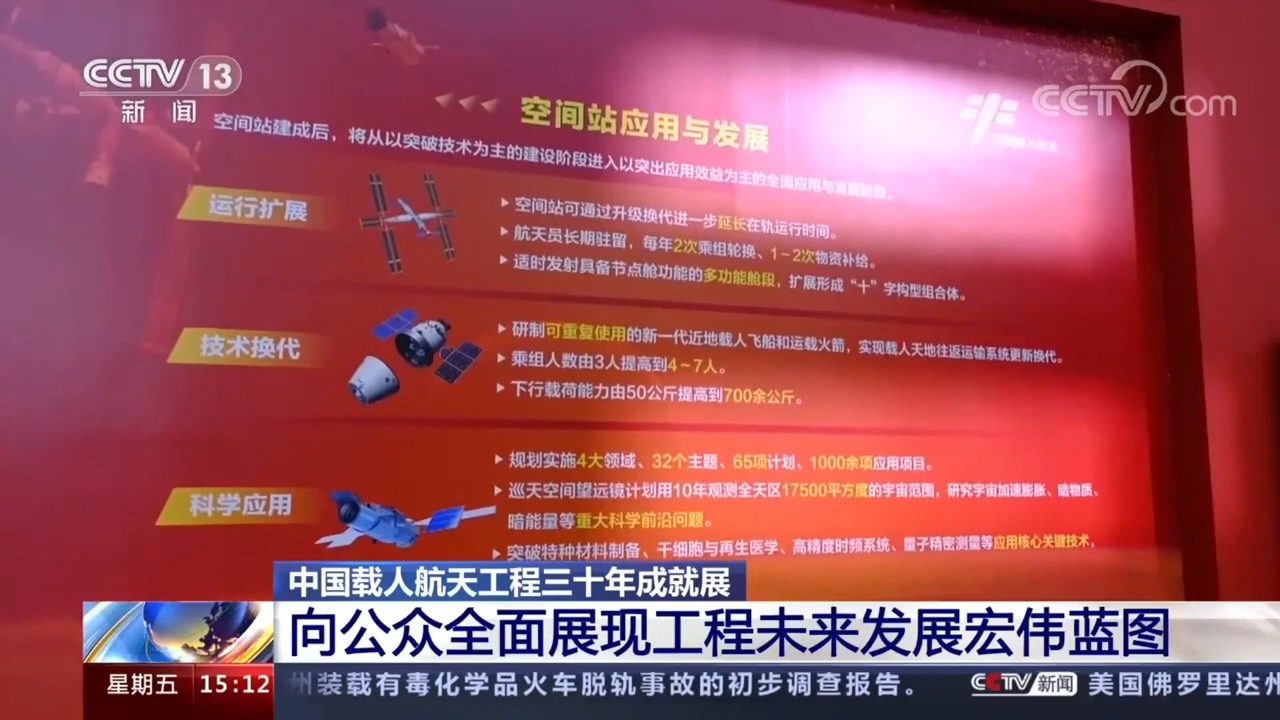 CCTV 13
新闻
CCTV.com
空间站应用与发展
空间站建成后，将从以突破技术为主的建设阶段进入以突出应用效益为主的全面应用与发展阶段。
运行扩展
空间站可通过升级换代进一步延长在轨运行时间。
航天员长期驻留，每年2次乘组轮换、1~2次物资补给。
适时发射具备节点舱功能的多功能舱段，扩展形成“十”字构型组合体。
技术换代
研制可重复使用的新一代近地载人飞船和运载火箭，实现载人天地往返运输系统更新换代。
乘组人数由3人提高到4~7人。
下行载荷能力由50公斤提高到700余公斤。
科学应用
规划实施4大领域、32个主题、65项计划、1000余项应用项目。
巡天空间望远镜计划用10年观测全天区17500平方度的宇宙范围，研究宇宙加速膨胀、暗物质、
暗能量等重大科学前沿问题。
突破特种材料制备、干细胞与再生医学、高精度时频系统、量子精密测量等应用核心关键技术，
中国载人航天工程三十年成就展
向公众全面展现工程未来发展宏伟蓝图
星期五 15:12 州装载有毒化学品火车脱轨事故的初步调查报告。 CCTV新闻 美国佛罗里达州